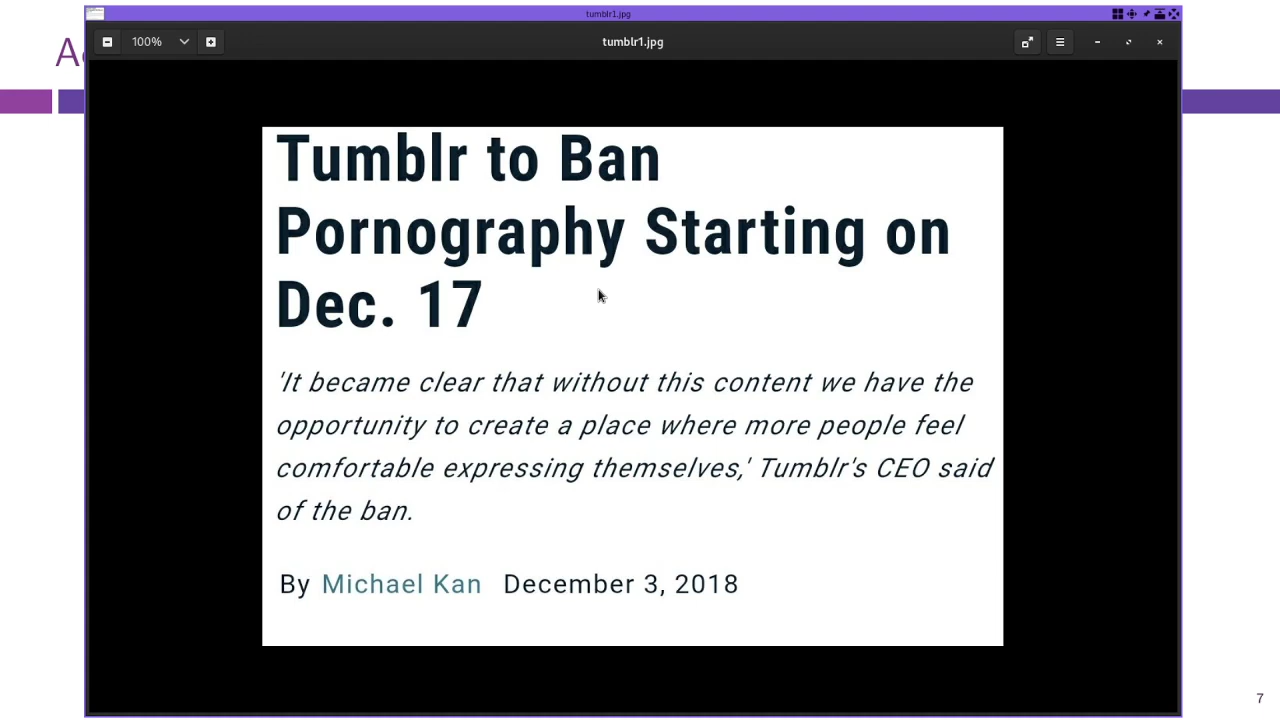 tumblr1.jpg
100%
tumblr1.jpg
Tumblr to Ban
Pornography Starting on
Dec. 17
'It became clear that without this content we have the
opportunity to create a place where more people feel
comfortable expressing themselves,' Tumblr's CEO said
of the ban.
By Michael Kan December 3, 2018
7